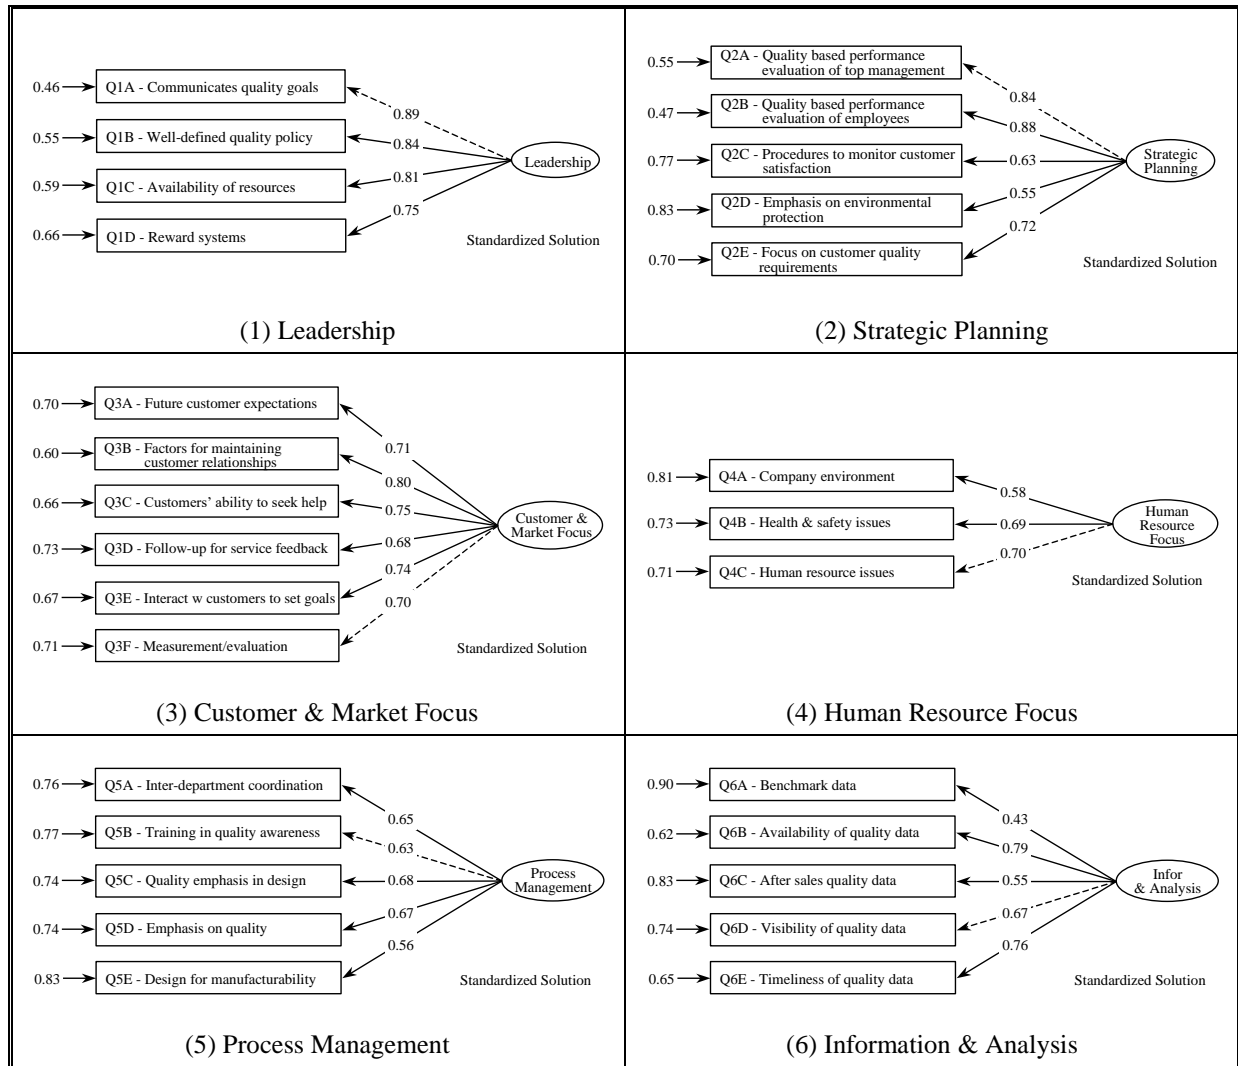 0.46
Q1A - Communicates quality goals
0.89
0.55
Q1B - Well-defined quality policy
0.84
0.59
Q1C - Availability of resources
0.81
0.66
Q1D - Reward systems
0.75
Leadership
Standardized Solution
(1) Leadership
0.55
Q2A - Quality based performance
evaluation of top management
0.84
0.47
Q2B - Quality based performance
evaluation of employees
0.88
0.77
Q2C - Procedures to monitor customer
satisfaction
0.63
0.83
Q2D - Emphasis on environmental
protection
0.55
0.70
Q2E - Focus on customer quality
requirements
0.72
Strategic
Planning
Standardized Solution
(2) Strategic Planning
0.70
Q3A - Future customer expectations
0.71
0.60
Q3B - Factors for maintaining
customer relationships
0.80
0.66
Q3C - Customers’ ability to seek help
0.75
0.73
Q3D - Follow-up for service feedback
0.68
0.67
Q3E - Interact w customers to set goals
0.74
0.71
Q3F - Measurement/evaluation
0.70
Customer &
Market Focus
Standardized Solution
(3) Customer & Market Focus
0.81
Q4A - Company environment
0.58
0.73
Q4B - Health & safety issues
0.69
0.71
Q4C - Human resource issues
0.70
Human
Resource
Focus
Standardized Solution
(4) Human Resource Focus
0.76
Q5A - Inter-department coordination
0.65
0.77
Q5B - Training in quality awareness
0.63
0.74
Q5C - Quality emphasis in design
0.68
0.74
Q5D - Emphasis on quality
0.67
0.83
Q5E - Design for manufacturability
0.56
Process
Management
Standardized Solution
(5) Process Management
0.90
Q6A - Benchmark data
0.43
0.62
Q6B - Availability of quality data
0.79
0.83
Q6C - After sales quality data
0.55
0.74
Q6D - Visibility of quality data
0.67
0.65
Q6E - Timeliness of quality data
0.76
Infor
& Analysis
Standardized Solution
(6) Information & Analysis